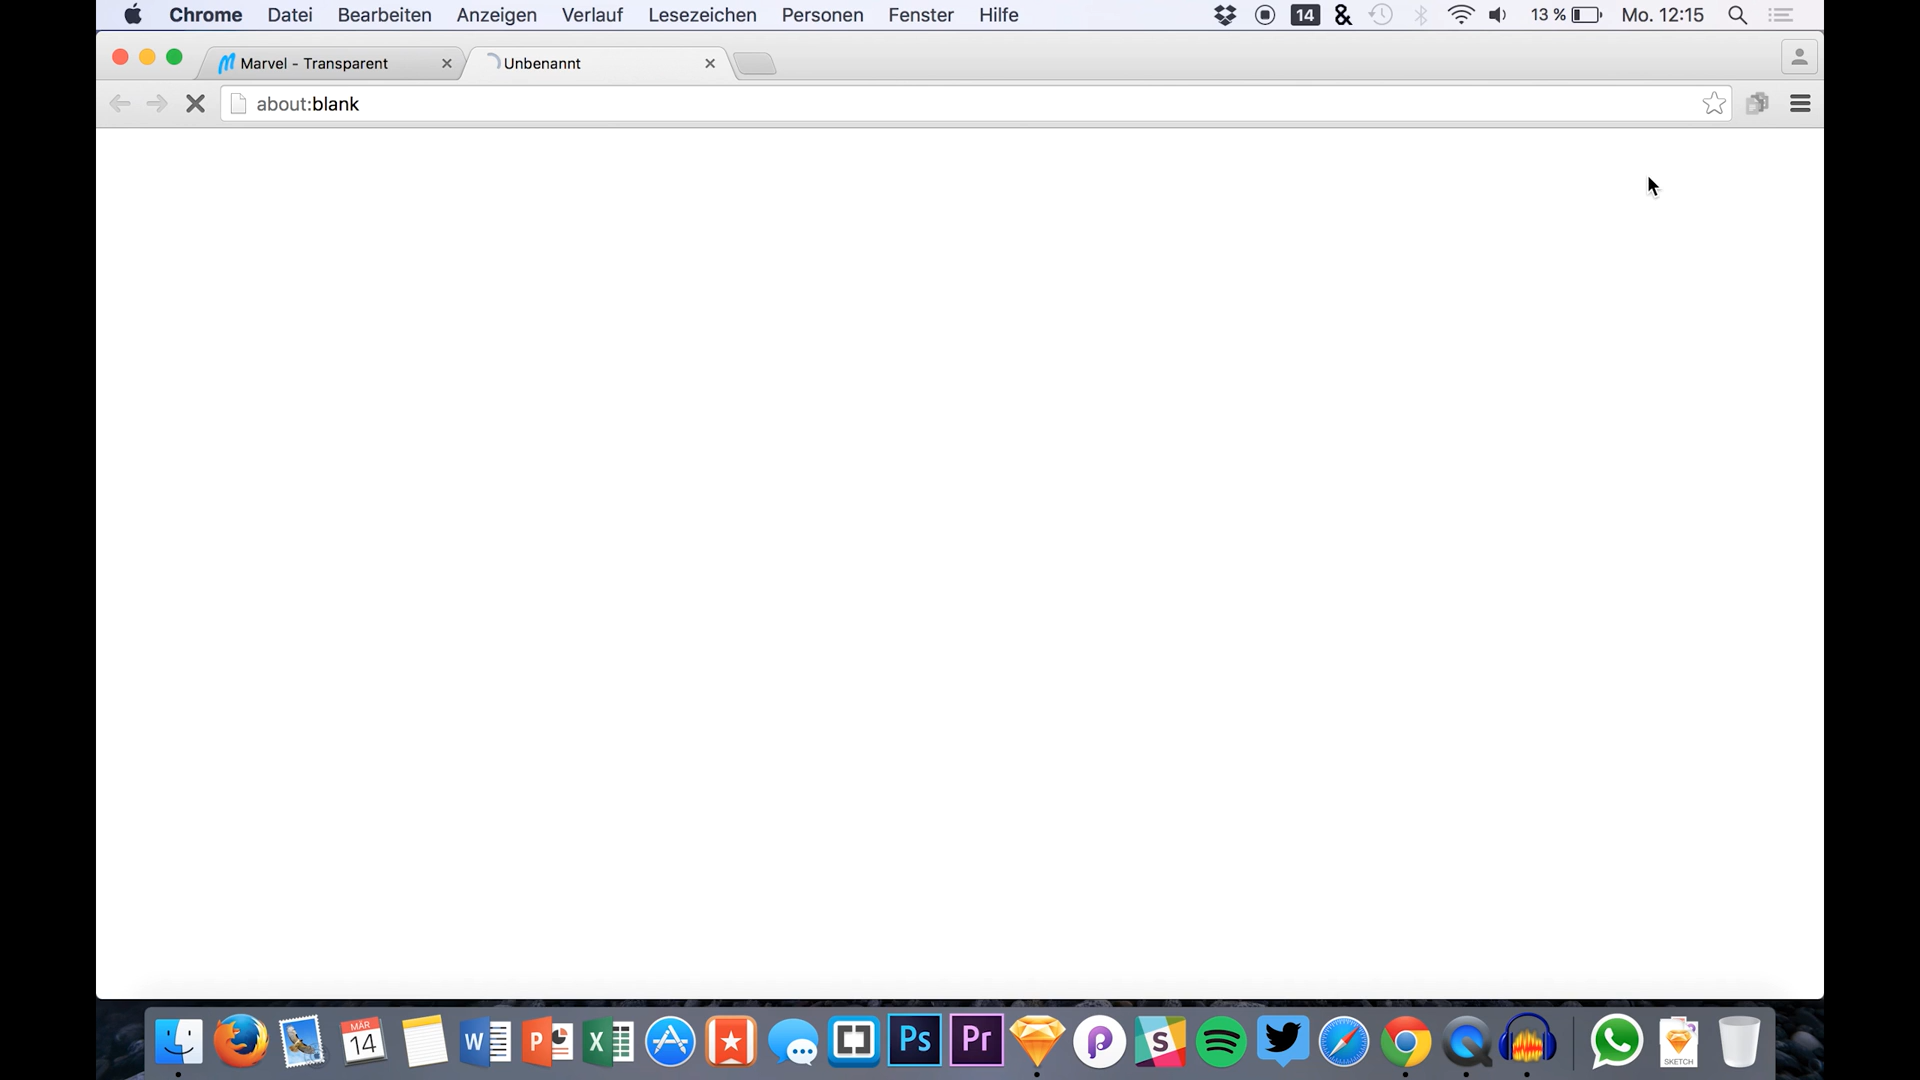 Chrome Datei Bearbeiten Anzeigen Verlauf Lesezeichen Personen Fenster Hilfe 14 & 13 % Mo. 12:15
Marvel - Transparent Unbenannt
about:blank
MÄR
14
W P X Ps Pr P S
SKETCH